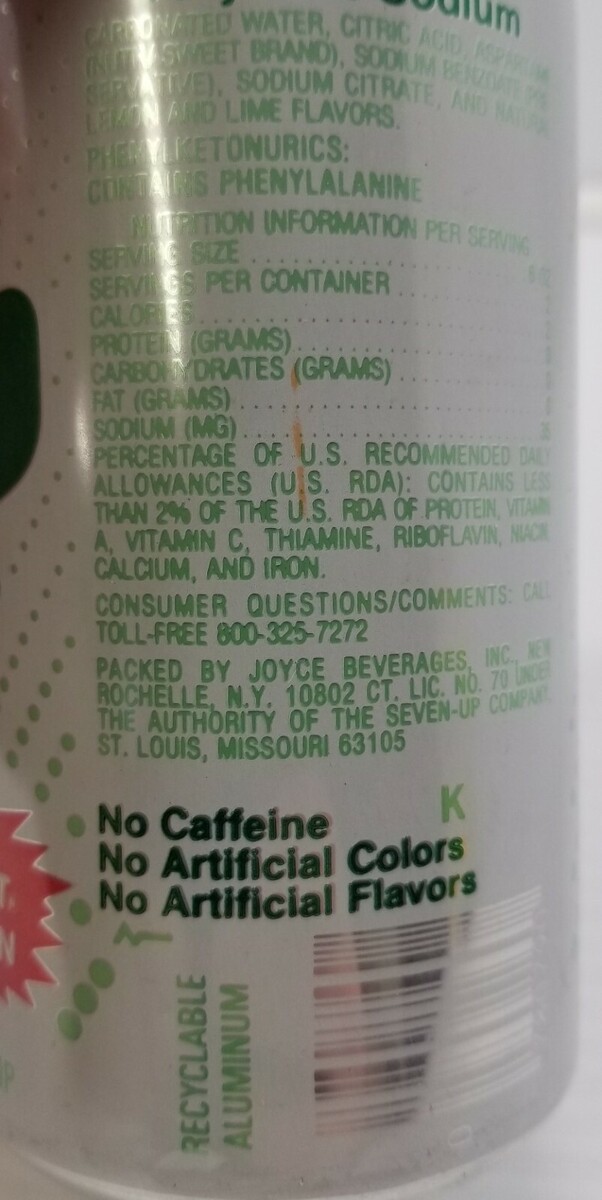 Sodium
CARBONATED WATER, CITRIC ACID, ASPARTAME
(NUTRASWEET BRAND), SODIUM BENZOATE (PRE-
SERVATIVE), SODIUM CITRATE, AND NATURAL
LEMON AND LIME FLAVORS.
PHENYLKETONURICS:
CONTAINS PHENYLALANINE
NUTRITION INFORMATION PER SERVING
SERVING SIZE .................... 6 OZ
SERVINGS PER CONTAINER ..........
CALORIES ..........
PROTEIN (GRAMS) ..........
CARBOHYDRATES (GRAMS) ..........
FAT (GRAMS) ..........
SODIUM (MG) ..........
PERCENTAGE OF U.S. RECOMMENDED DAILY
ALLOWANCES (U.S. RDA): CONTAINS LESS
THAN 2% OF THE U.S. RDA OF PROTEIN, VITAMIN
A, VITAMIN C, THIAMINE, RIBOFLAVIN, NIACIN,
CALCIUM, AND IRON.
CONSUMER QUESTIONS/COMMENTS: CALL
TOLL-FREE 800-325-7272
PACKED BY JOYCE BEVERAGES, INC., NEW
ROCHELLE, N.Y. 10802 CT. LIC. NO. 70 UNDER
THE AUTHORITY OF THE SEVEN-UP COMPANY,
ST. LOUIS, MISSOURI 63105
K
No Caffeine
No Artificial Colors
No Artificial Flavors
RECYCLABLE
ALUMINUM